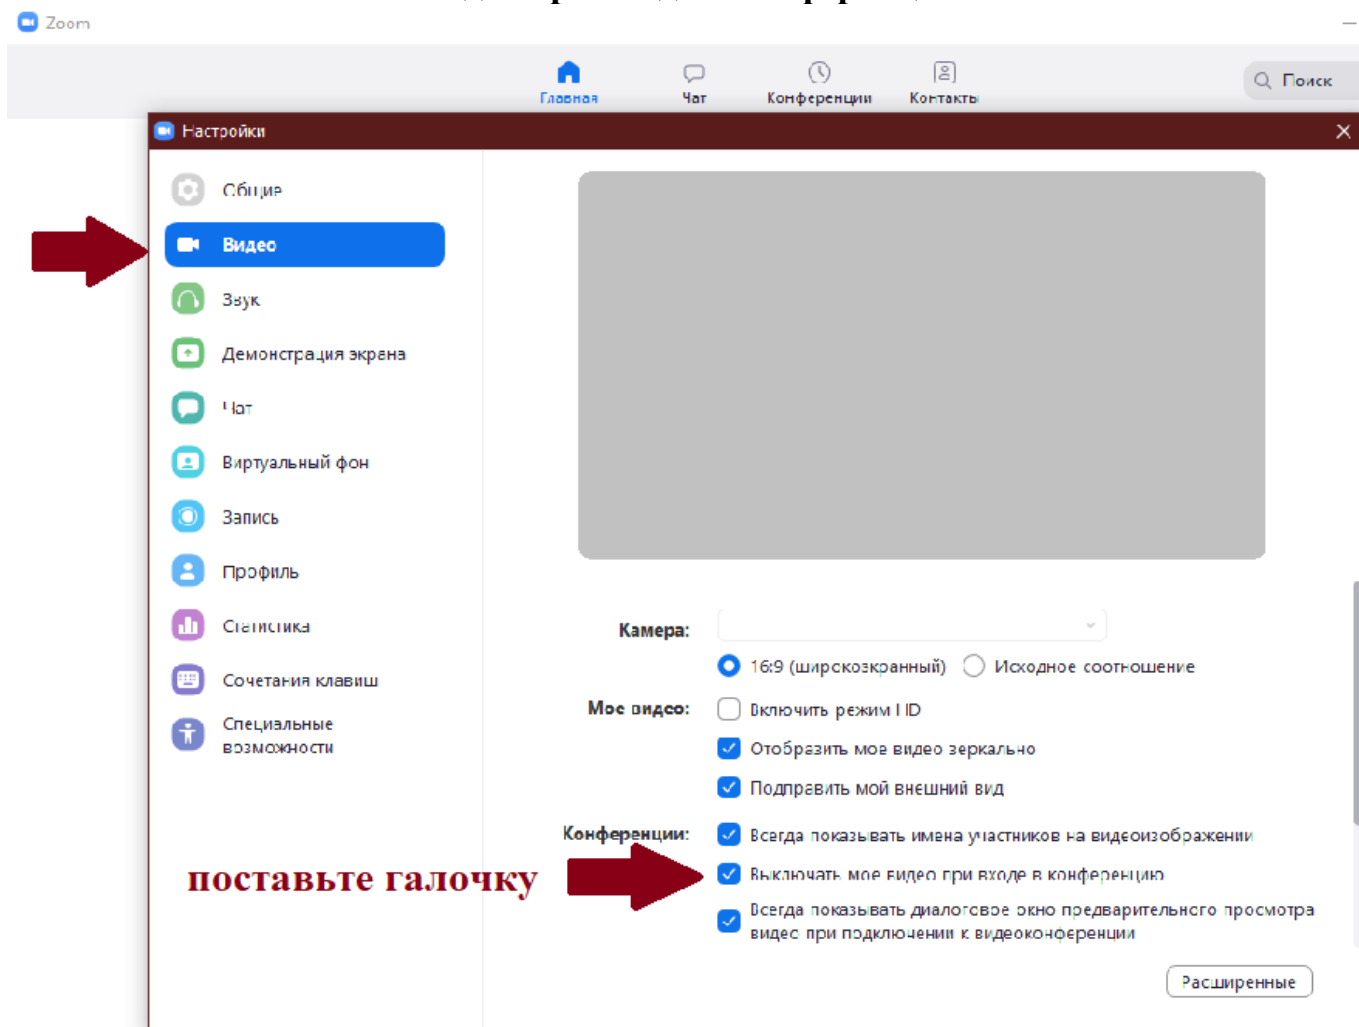 Zoom
Главная
Чат
Конференции
Контакты
Поиск
Настройки
Общие
Видео
Звук
Демонстрация экрана
Чат
Виртуальный фон
Запись
Профиль
Статистика
Сочетания клавиш
Специальные
возможности
Камера:
16:9 (широкоэкранный) Исходное соотношение
Мое видео: Включить режим HD
Отобразить мое видео зеркально
Подправить мой внешний вид
Конференции: Всегда показывать имена участников на видеоизображении
поставьте галочку
Выключать мое видео при входе в конференцию
Всегда показывать диалоговое окно предварительного просмотра
видео при подключении к видеоконференции
Расширенные